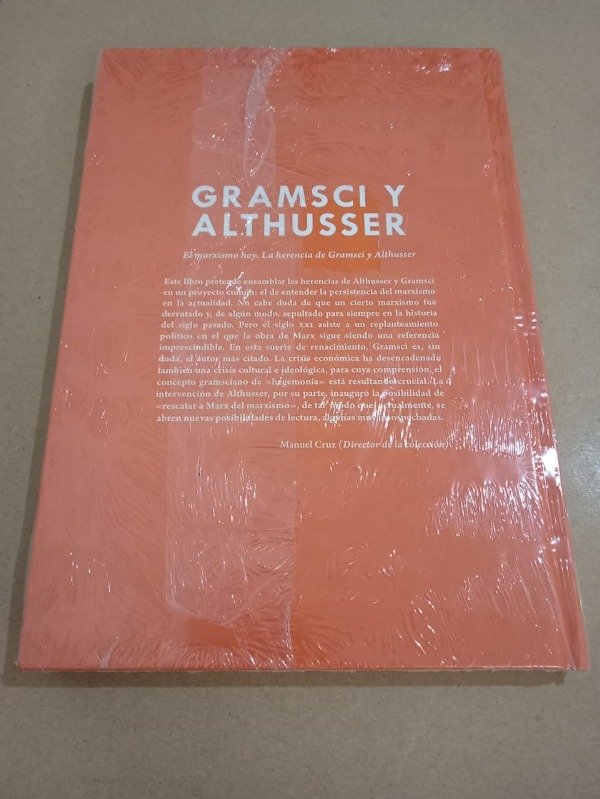 GRAMSCI Y
ALTHUSSER
El marxismo hoy. La herencia de Gramsci y Althusser
Este libro pretende ensamblar las herencias de Althusser y Gramsci
en un proyecto común: el de entender la persistencia del marxismo
en la actualidad. No cabe duda de que un cierto marxismo fue
derrotado y, de algún modo, sepultado para siempre en la historia
del siglo pasado. Pero el siglo XXI asiste a un replanteamiento
político en el que la obra de Marx sigue siendo una referencia
imprescindible. En esta suerte de renacimiento, Gramsci es, sin
duda, el autor más citado. La crisis económica ha desencadenado
también una crisis cultural e ideológica, para cuya comprensión, el
concepto gramsciano de «hegemonía» está resultando crucial. La
intervención de Althusser, por su parte, inauguró la posibilidad de
«rescatar a Marx del marxismo», de tal modo que, actualmente, se
abren nuevas posibilidades de lectura, algunas muy insospechadas.
Manuel Cruz (Director de la colección)